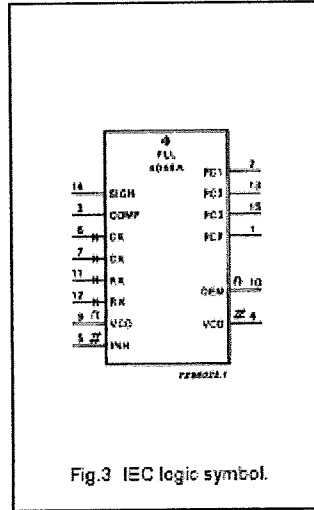 Φ
PLL
4046A
14 SIGN PC1 2
3 COMP PC2 13
6 CX PC3 15
7 CX PCP 1
11 RX
12 RX DEM ∩ 10
9 ∩ VCO
5 # INH VCO # 4
Fig.3 IEC logic symbol.